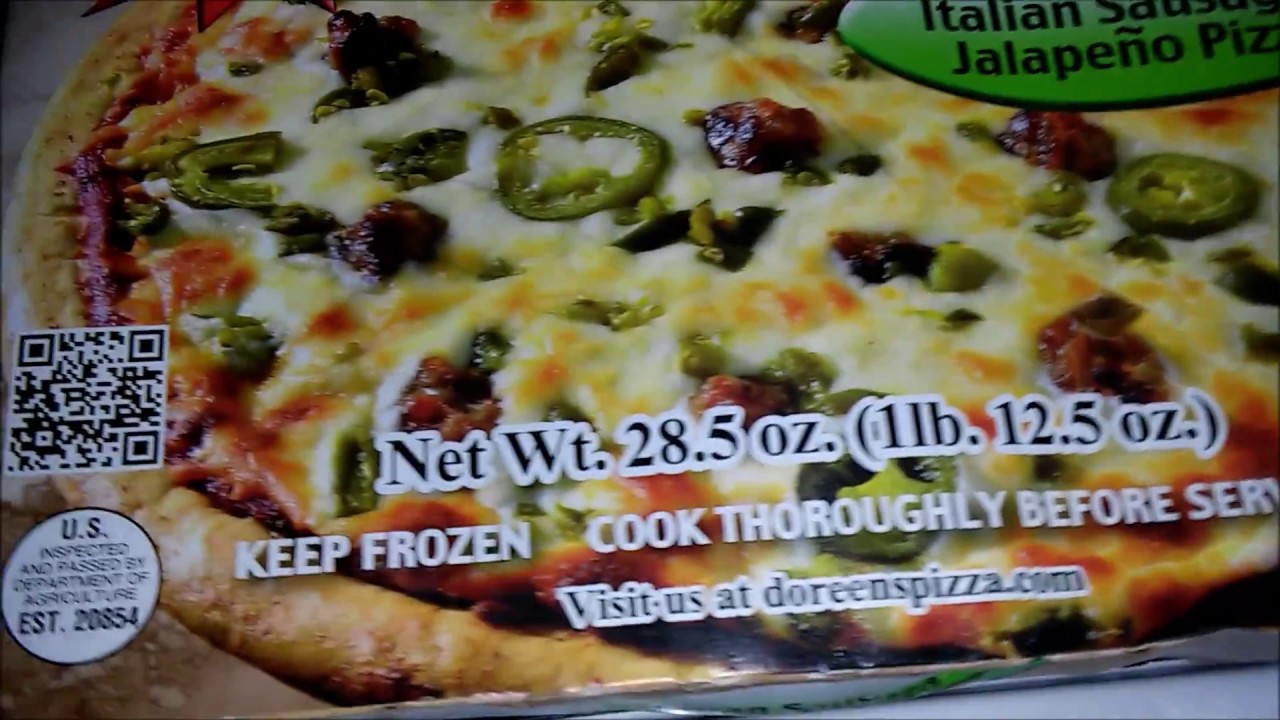 Italian Sausag
Jalapeño Piz
Net Wt. 28.5 oz. (1lb. 12.5 oz.)
KEEP FROZEN COOK THOROUGHLY BEFORE SERV
Visit us at doreenspizza.com
U.S.
INSPECTED
AND PASSED BY
DEPARTMENT OF
AGRICULTURE
EST. 20854